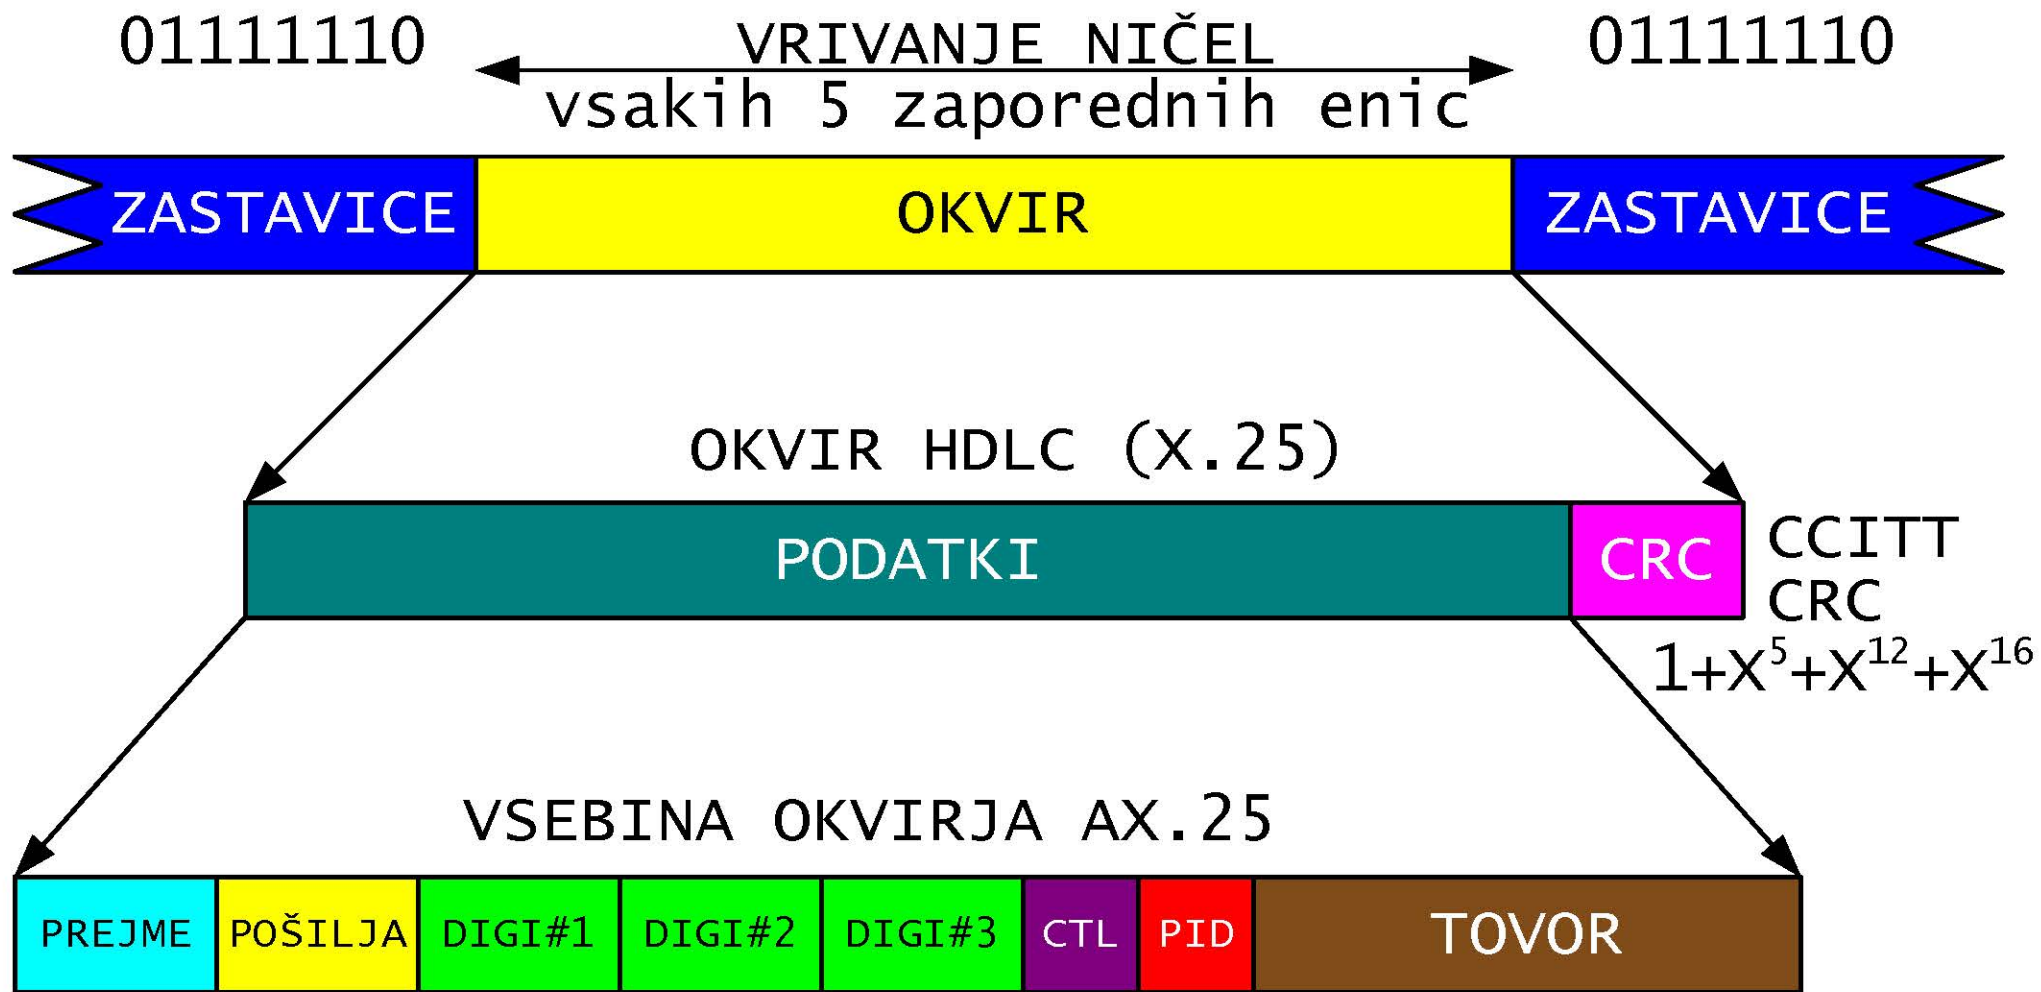 01111110 VRIVANJE NIČEL 01111110
vsakih 5 zaporednih enic
ZASTAVICE OKVIR ZASTAVICE
OKVIR HDLC (X.25)
PODATKI CRC CCITT
CRC
1+X⁵+X¹²+X¹⁶
VSEBINA OKVIRJA AX.25
PREJME POŠILJA DIGI#1 DIGI#2 DIGI#3 CTL PID TOVOR